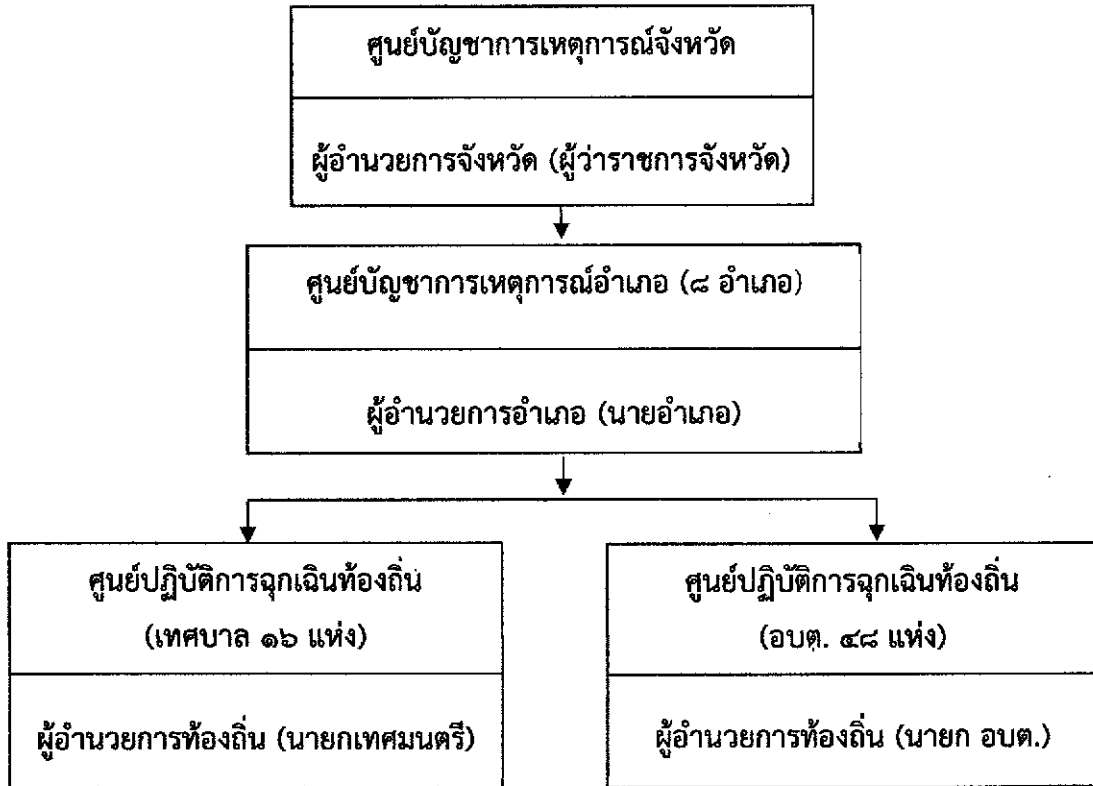 ศูนย์บัญชาการเหตุการณ์จังหวัด
ผู้อำนวยการจังหวัด (ผู้ว่าราชการจังหวัด)
ศูนย์บัญชาการเหตุการณ์อำเภอ (๘ อำเภอ)
ผู้อำนวยการอำเภอ (นายอำเภอ)
ศูนย์ปฏิบัติการฉุกเฉินท้องถิ่น
(เทศบาล ๑๖ แห่ง)
ผู้อำนวยการท้องถิ่น (นายกเทศมนตรี)
ศูนย์ปฏิบัติการฉุกเฉินท้องถิ่น
(อบต. ๔๘ แห่ง)
ผู้อำนวยการท้องถิ่น (นายก อบต.)